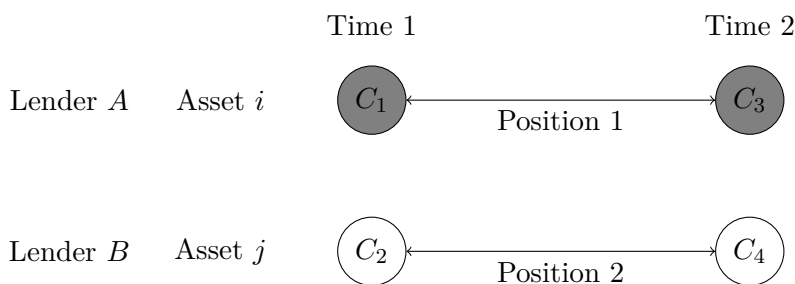 Time 1 Time 2
Lender A Asset i C₁ C₃
Position 1
Lender B Asset j C₂ C₄
Position 2